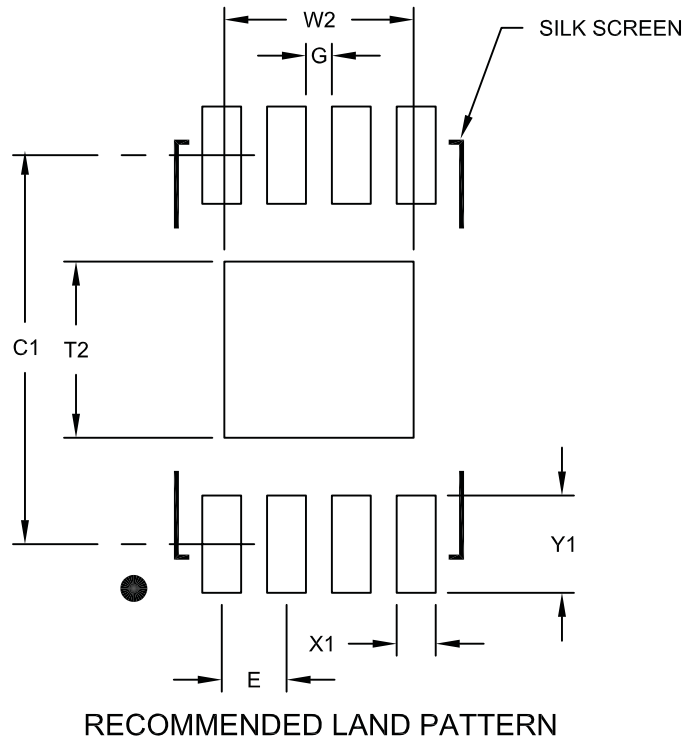 W2
SILK SCREEN
G
C1
T2
Y1
X1
E
RECOMMENDED LAND PATTERN